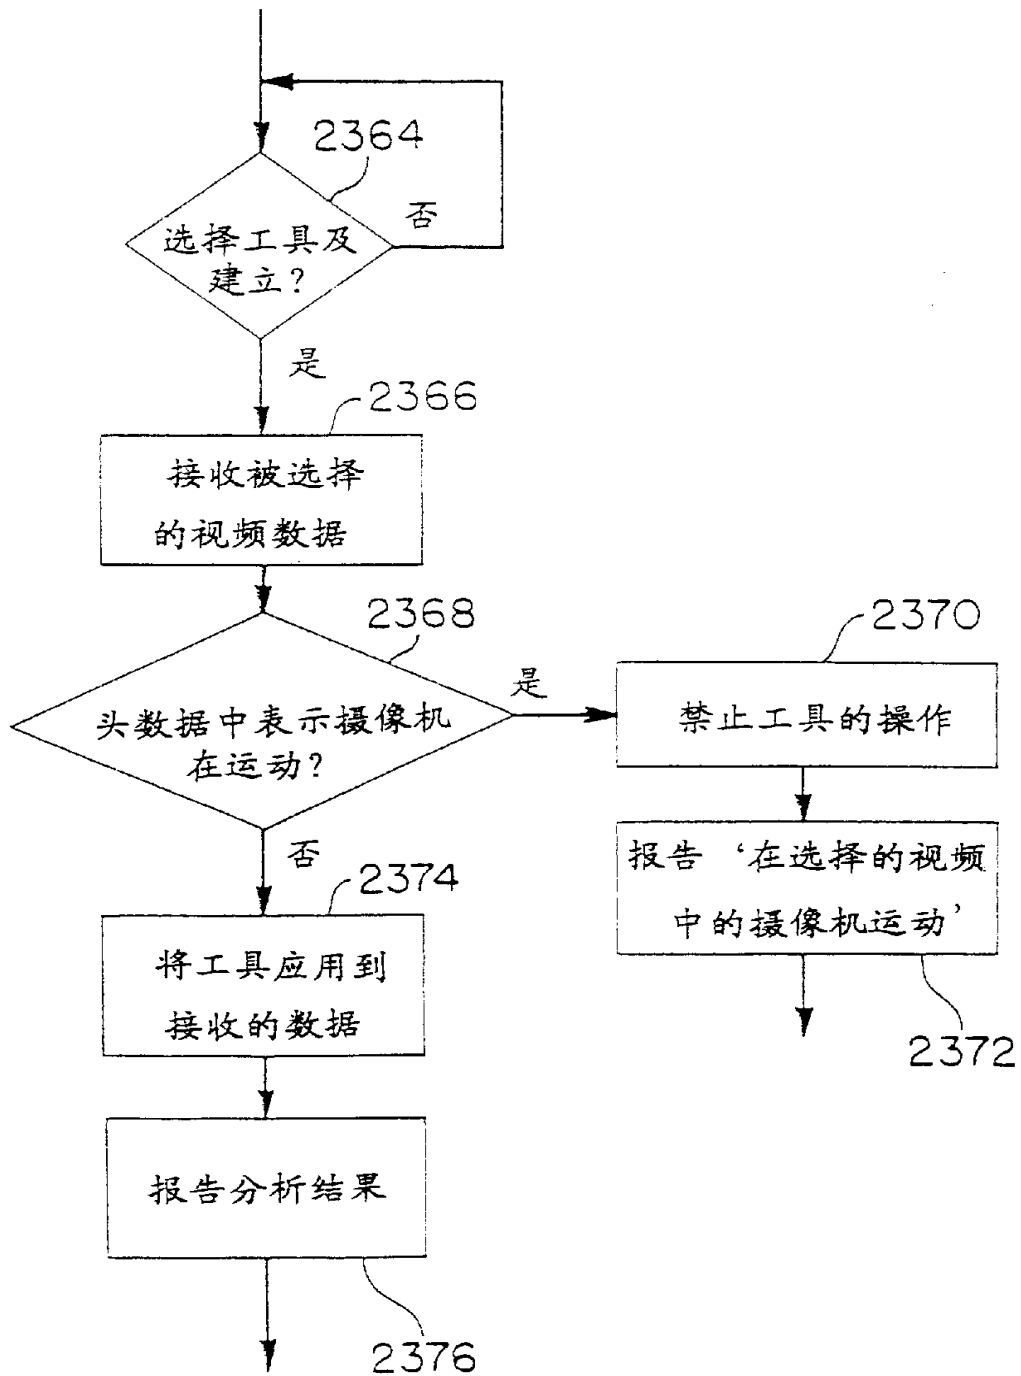 2364
否
选择工具及
建立？
是
2366
接收被选择
的视频数据
2368
头数据中表示摄像机
在运动？
是
2370
禁止工具的操作
报告‘在选择的视频
中的摄像机运动’
2372
否
2374
将工具应用到
接收的数据
报告分析结果
2376